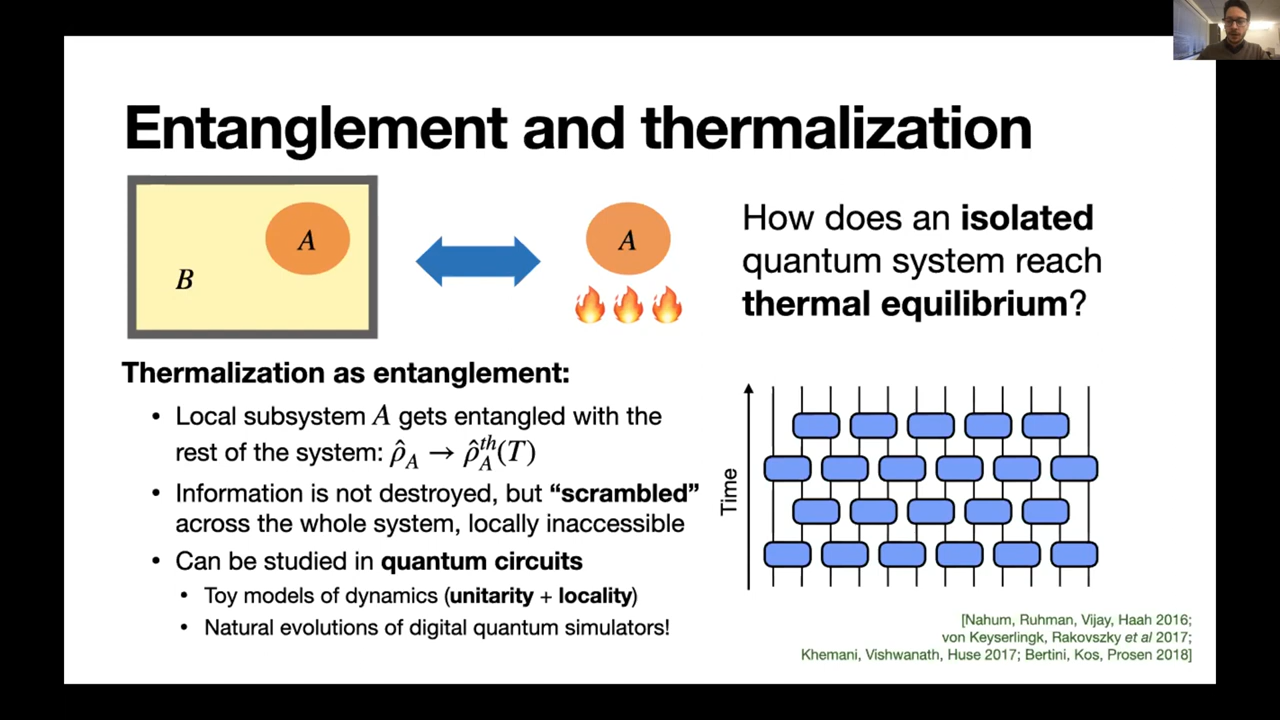 Entanglement and thermalization
A
B
A
How does an isolated
quantum system reach
thermal equilibrium?
Thermalization as entanglement:
• Local subsystem A gets entangled with the
rest of the system: ρ̂_A → ρ̂_A^{th}(T)
• Information is not destroyed, but “scrambled”
across the whole system, locally inaccessible
• Can be studied in quantum circuits
• Toy models of dynamics (unitarity + locality)
• Natural evolutions of digital quantum simulators!
Time
[Nahum, Ruhman, Vijay, Haah 2016;
von Keyserlingk, Rakovszky et al 2017;
Khemani, Vishwanath, Huse 2017; Bertini, Kos, Prosen 2018]